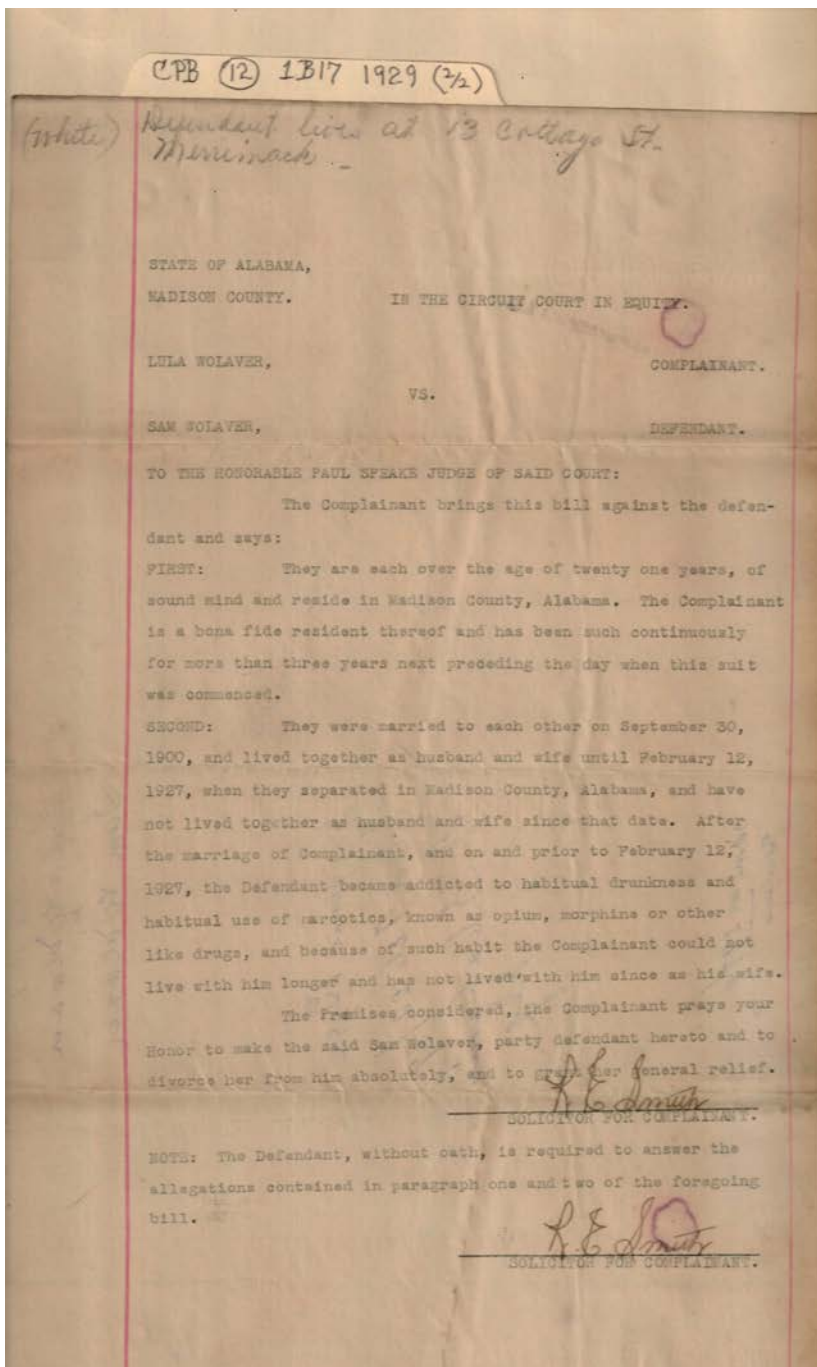 CPB (12) 1B17 1929 (2/2)
(White) Defendant lives at 13 Cottage St.
Merrimack -
STATE OF ALABAMA,
MADISON COUNTY. IN THE CIRCUIT COURT IN EQUITY.
LULA WOLAVER, COMPLAINANT.
VS.
SAM WOLAVER, DEFENDANT.
TO THE HONORABLE PAUL SPEAKE JUDGE OF SAID COURT:
The Complainant brings this bill against the defen-
dant and says:
FIRST: They are each over the age of twenty one years, of
sound mind and reside in Madison County, Alabama. The Complainant
is a bona fide resident thereof and has been such continuously
for more than three years next preceding the day when this suit
was commenced.
SECOND: They were married to each other on September 30,
1900, and lived together as husband and wife until February 12,
1927, when they separated in Madison County, Alabama, and have
not lived together as husband and wife since that date. After
the marriage of Complainant, and on and prior to February 12,
1927, the Defendant became addicted to habitual drunkness and
habitual use of narcotics, known as opium, morphine or other
like drugs, and because of such habit the Complainant could not
live with him longer and has not lived with him since as his wife.
The Premises considered, the Complainant prays your
Honor to make the said Sam Wolaver, party defendant hereto and to
divorce her from him absolutely, and to grant her general relief.
R E Smith
SOLICITOR FOR COMPLAINANT.
NOTE: The Defendant, without oath, is required to answer the
allegations contained in paragraph one and two of the foregoing
bill.
R. E Smith
SOLICITOR FOR COMPLAINANT.